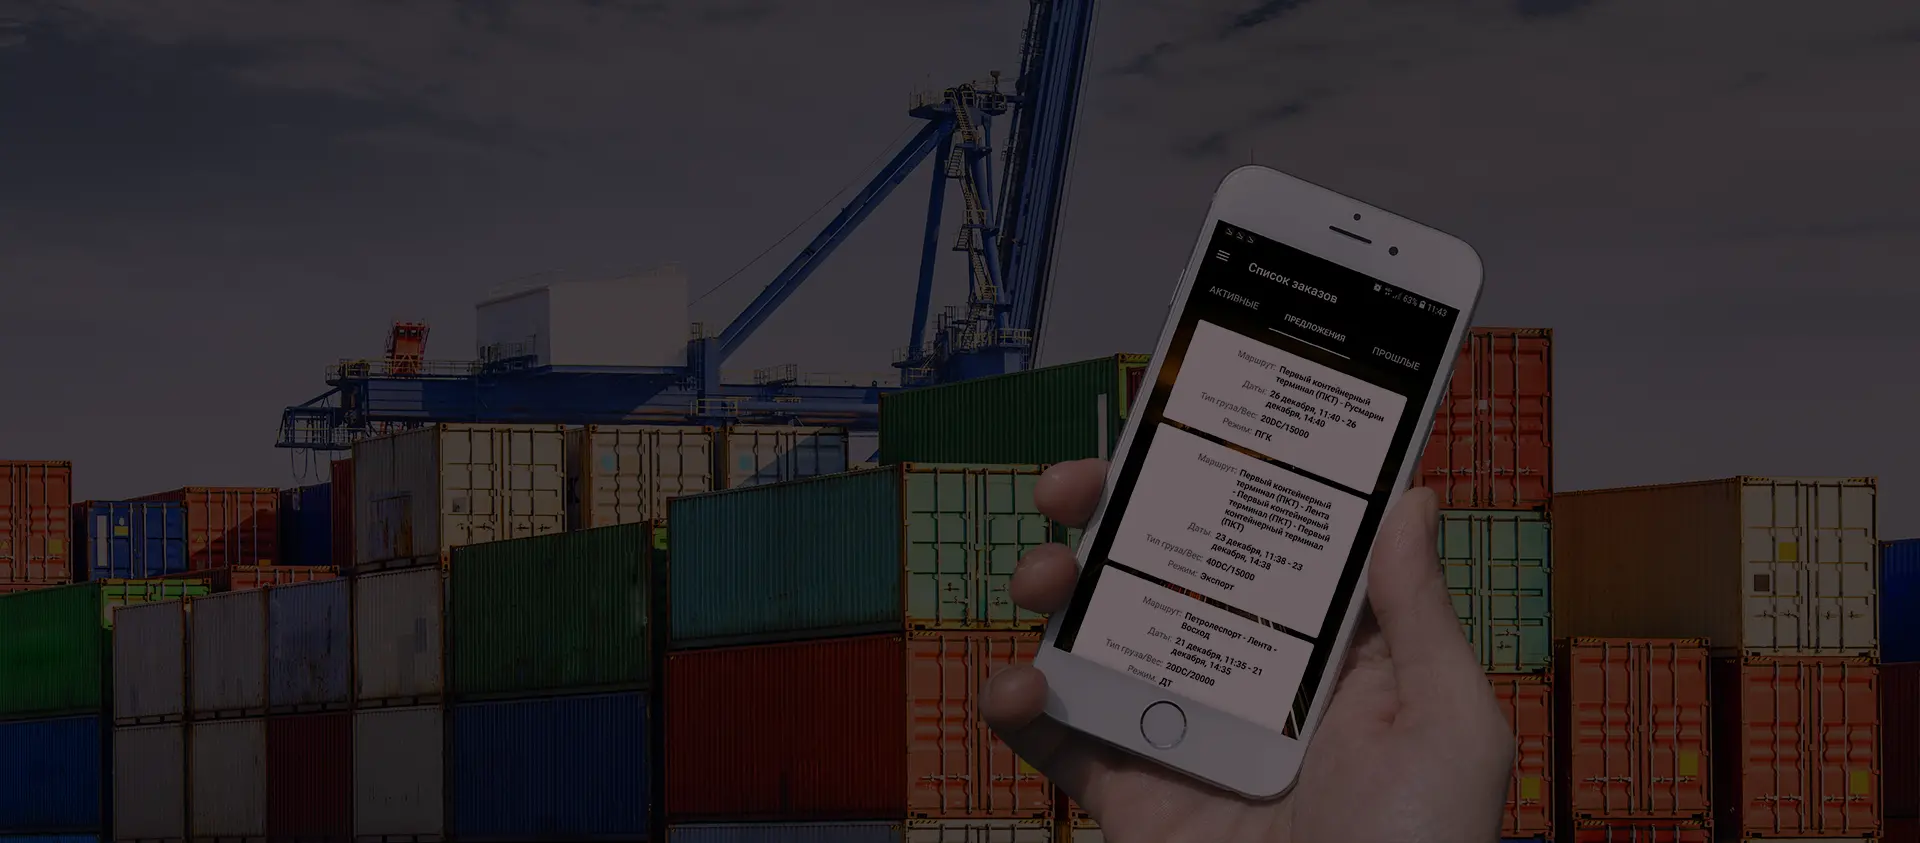 63% 11:43
Список заказов
АКТИВНЫЕ ПРЕДЛОЖЕНИЯ ПРОШЛЫЕ
Маршрут: Первый контейнерный
терминал (ПКТ) - Русмарин
Даты: 26 декабря, 11:40 - 26
декабря, 14:40
Тип груза/Вес: 20DC/15000
Режим: ПГК
Маршрут: Первый контейнерный
терминал (ПКТ) - Лента
- Первый контейнерный
терминал (ПКТ) - Первый
контейнерный терминал
(ПКТ)
Даты: 23 декабря, 11:38 - 23
декабря, 14:38
Тип груза/Вес: 40DC/15000
Режим: Экспорт
Маршрут: Петролеспорт - Лента -
Восход
Даты: 21 декабря, 11:35 - 21
декабря, 14:35
Тип груза/Вес: 20DC/20000
Режим: ДТ